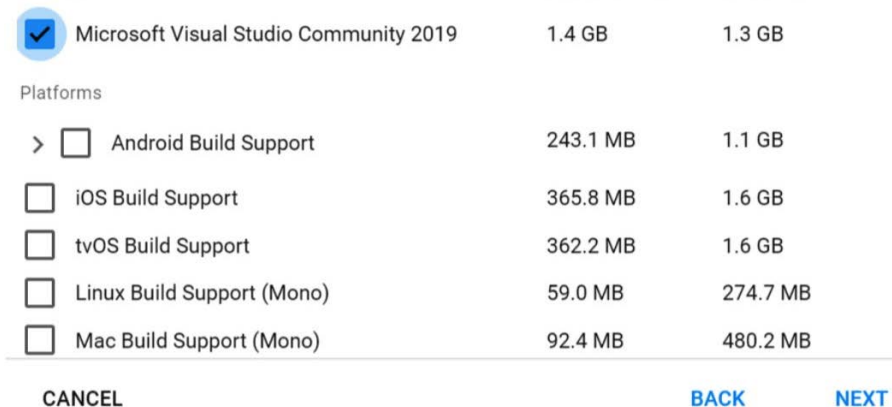 Microsoft Visual Studio Community 2019 1.4 GB 1.3 GB
Platforms
Android Build Support 243.1 MB 1.1 GB
iOS Build Support 365.8 MB 1.6 GB
tvOS Build Support 362.2 MB 1.6 GB
Linux Build Support (Mono) 59.0 MB 274.7 MB
Mac Build Support (Mono) 92.4 MB 480.2 MB
CANCEL BACK NEXT